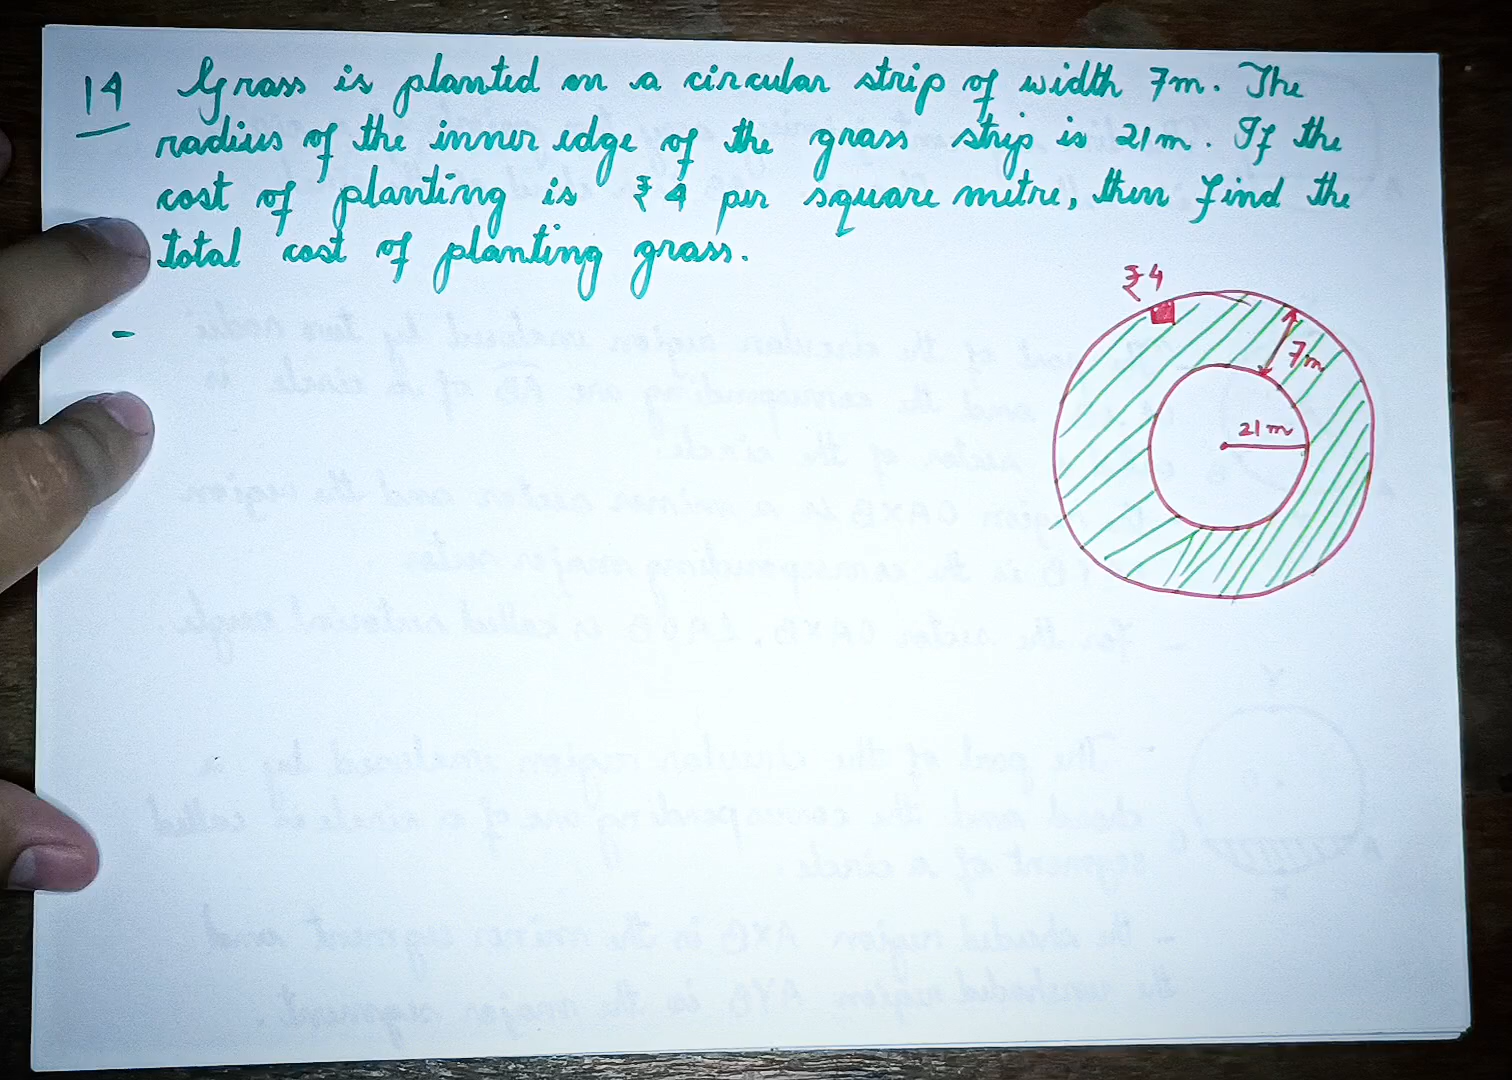 14 Grass is planted on a circular strip of width 7m. The
radius of the inner edge of the grass strip is 21m. If the
cost of planting is ₹4 per square metre, then find the
total cost of planting grass.
-
₹4
7m
21m